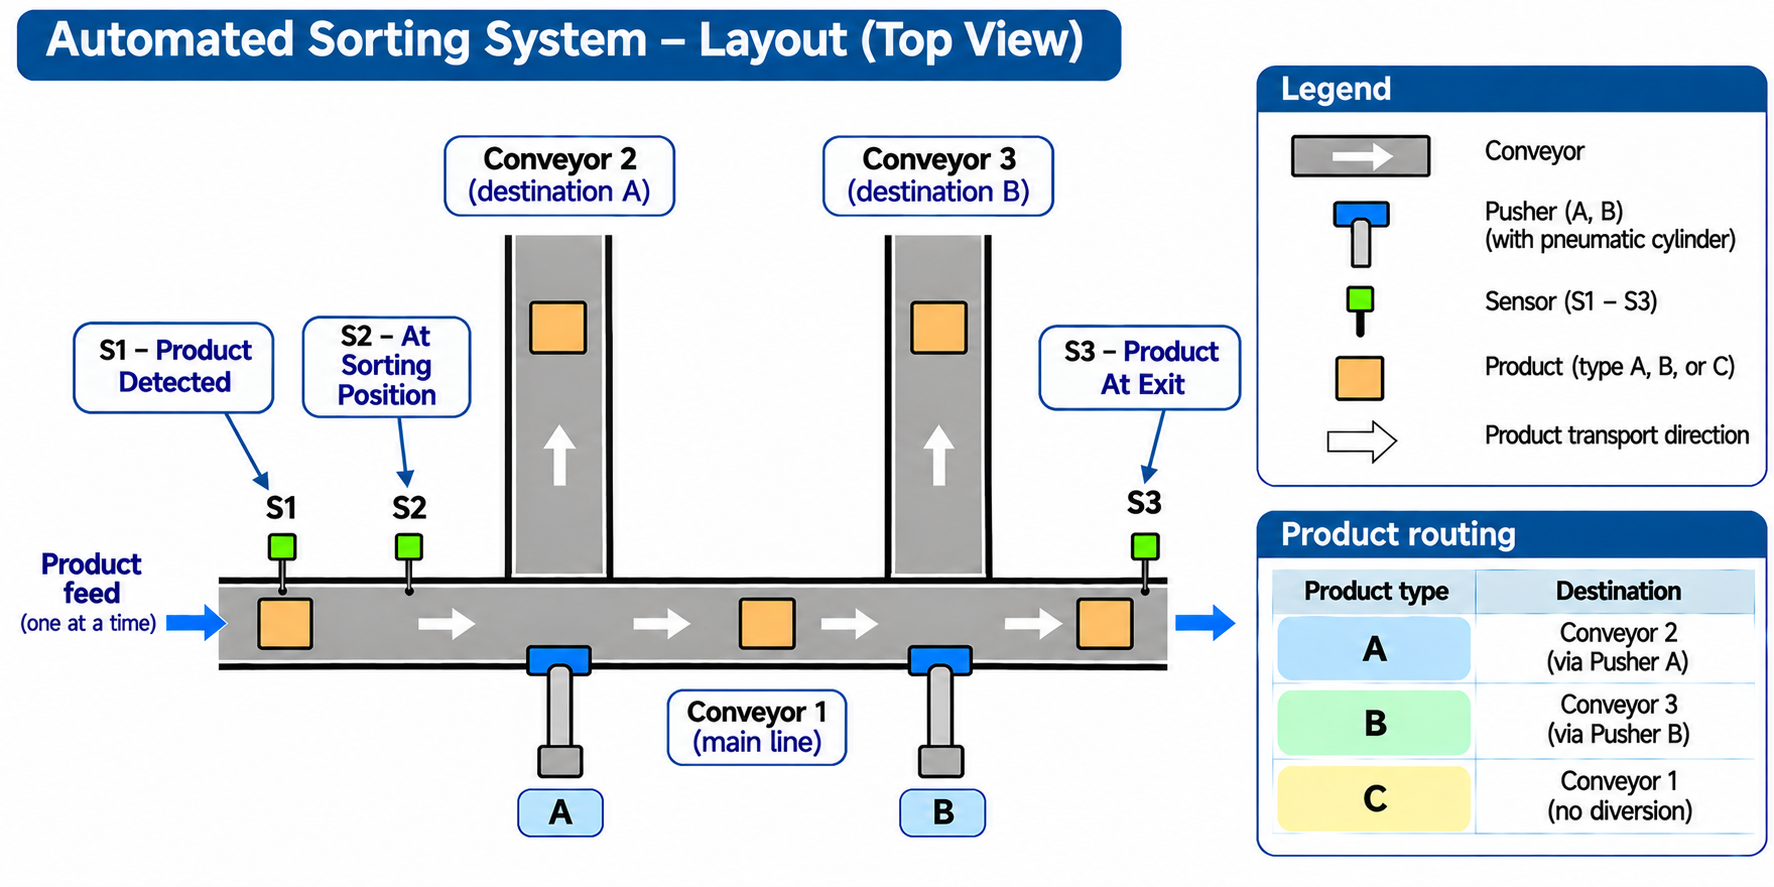 Automated Sorting System – Layout (Top View)
Conveyor 2
(destination A)
Conveyor 3
(destination B)
S1 – Product
Detected
S2 – At
Sorting
Position
S3 – Product
At Exit
S1
S2
S3
Product
feed
(one at a time)
Conveyor 1
(main line)
A
B
Legend
Conveyor
Pusher (A, B)
(with pneumatic cylinder)
Sensor (S1 – S3)
Product (type A, B, or C)
Product transport direction
Product routing
Product type
Destination
A
Conveyor 2
(via Pusher A)
B
Conveyor 3
(via Pusher B)
C
Conveyor 1
(no diversion)